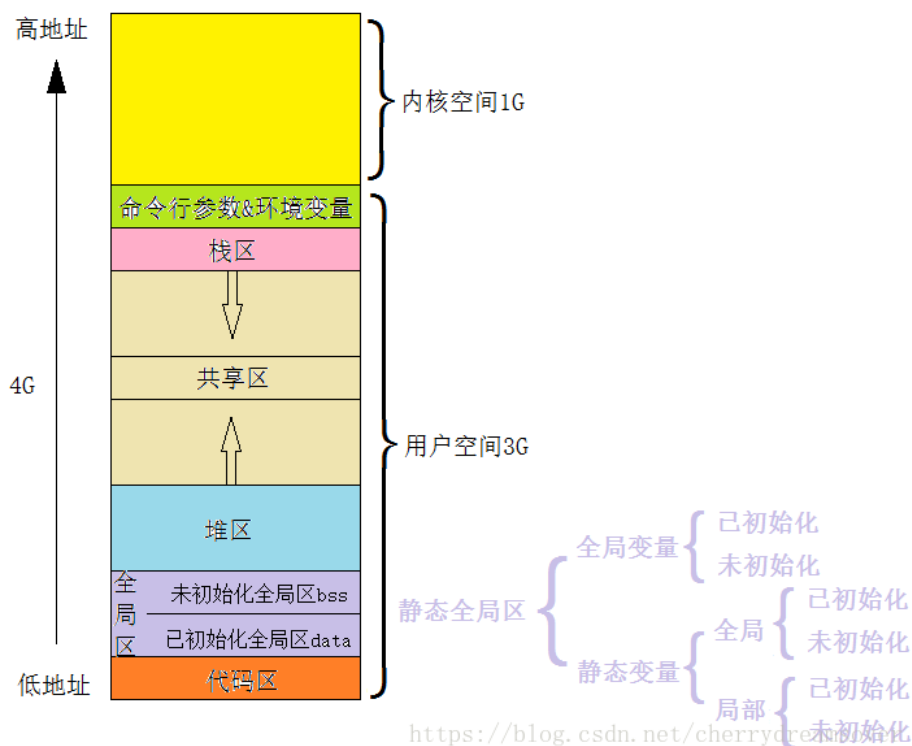 高地址
内核空间1G
命令行参数&环境变量
栈区
4G
共享区
用户空间3G
堆区
全局区
未初始化全局区bss
已初始化全局区data
代码区
低地址
静态全局区
全局变量
已初始化
未初始化
静态变量
全局
已初始化
未初始化
局部
已初始化
未初始化